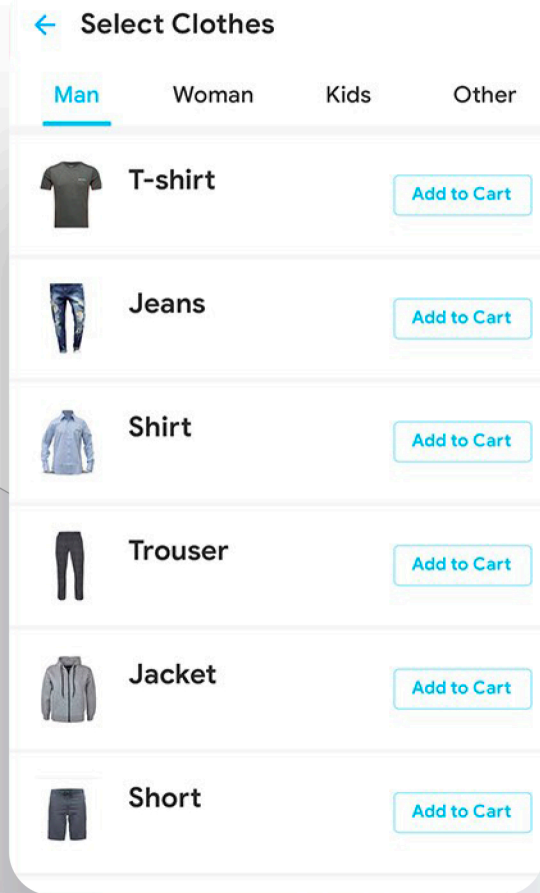 Select Clothes
Man Woman Kids Other
T-shirt
Add to Cart
Jeans
Add to Cart
Shirt
Add to Cart
Trouser
Add to Cart
Jacket
Add to Cart
Short
Add to Cart